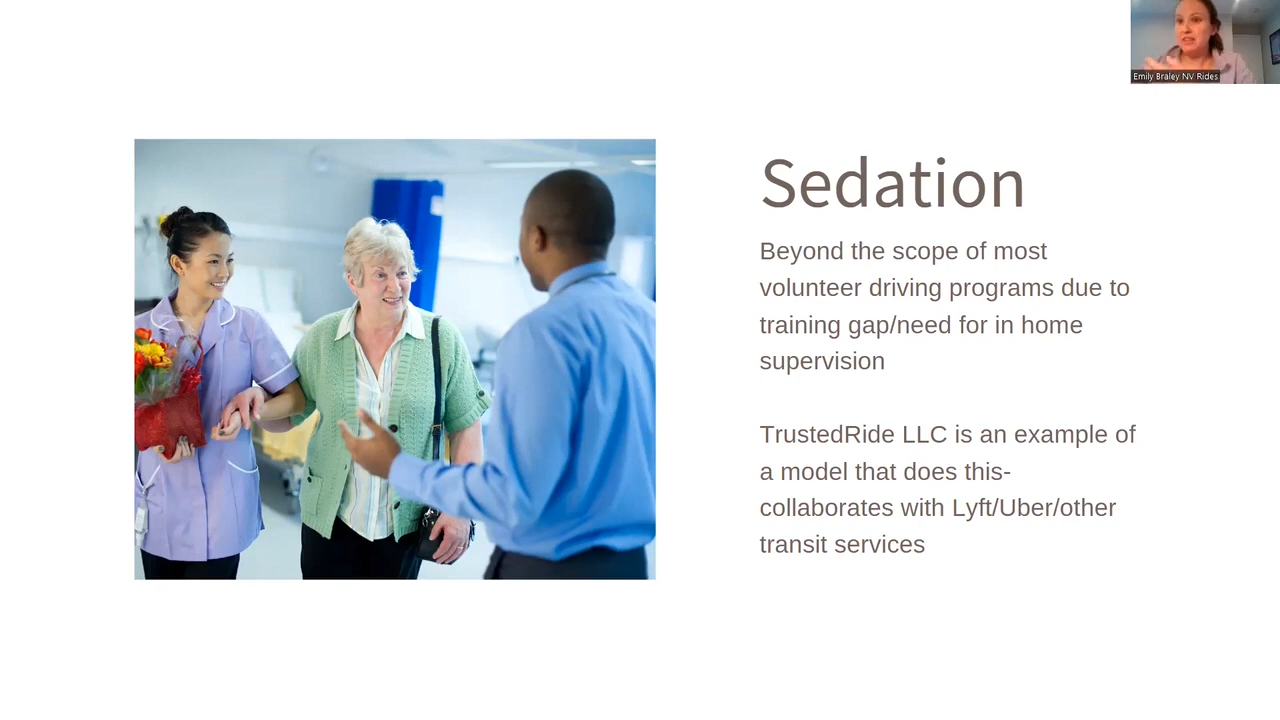 Emily Braley NV Rides
Sedation
Beyond the scope of most
volunteer driving programs due to
training gap/need for in home
supervision
TrustedRide LLC is an example of
a model that does this-
collaborates with Lyft/Uber/other
transit services